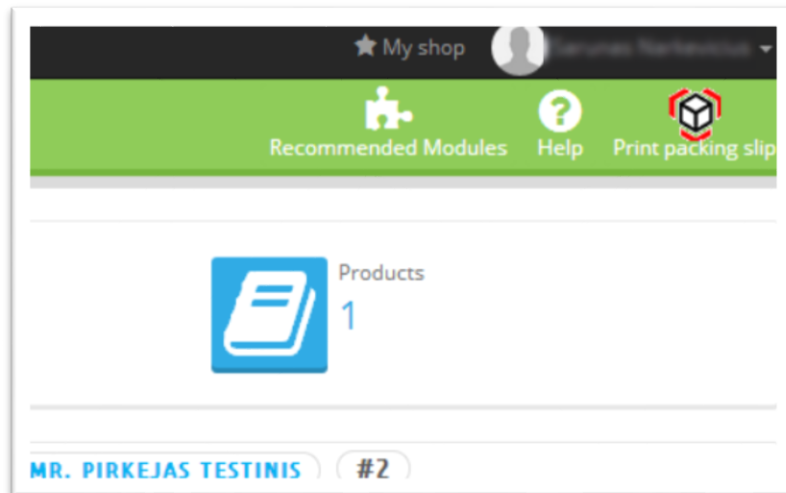 My shop
Recommended Modules Help Print packing slip
Products
1
MR. PIRKEJAS TESTINIS #2